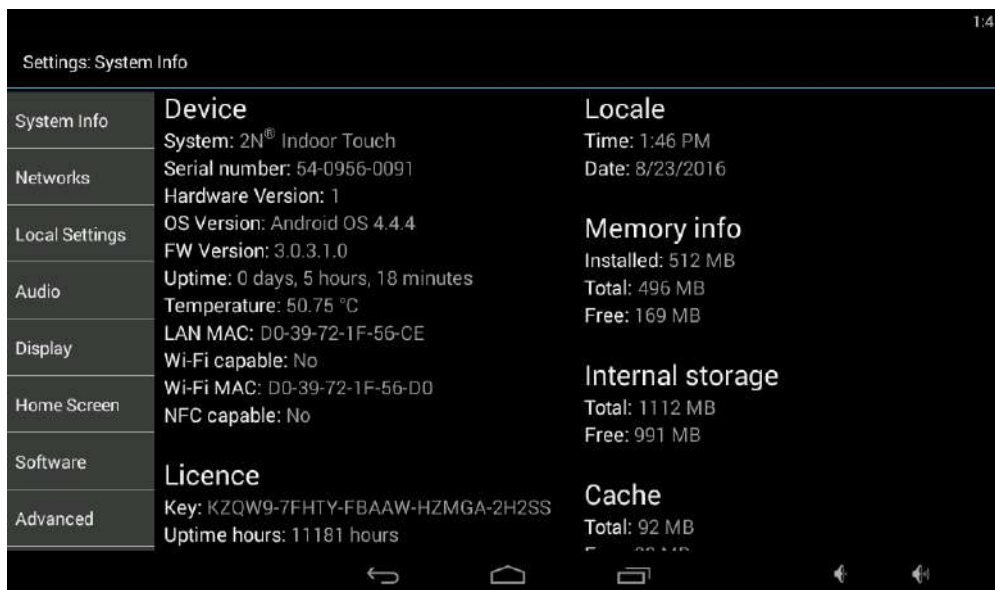 1:4
Settings: System Info
System Info
Networks
Local Settings
Audio
Display
Home Screen
Software
Advanced
Device
System: 2N® Indoor Touch
Serial number: 54-0956-0091
Hardware Version: 1
OS Version: Android OS 4.4.4
FW Version: 3.0.3.1.0
Uptime: 0 days, 5 hours, 18 minutes
Temperature: 50.75 °C
LAN MAC: D0-39-72-1F-56-CE
Wi-Fi capable: No
Wi-Fi MAC: D0-39-72-1F-56-D0
NFC capable: No
Licence
Key: KZQW9-7FHTY-FBAAW-HZMGA-2H2SS
Uptime hours: 11181 hours
Locale
Time: 1:46 PM
Date: 8/23/2016
Memory info
Installed: 512 MB
Total: 496 MB
Free: 169 MB
Internal storage
Total: 1112 MB
Free: 991 MB
Cache
Total: 92 MB